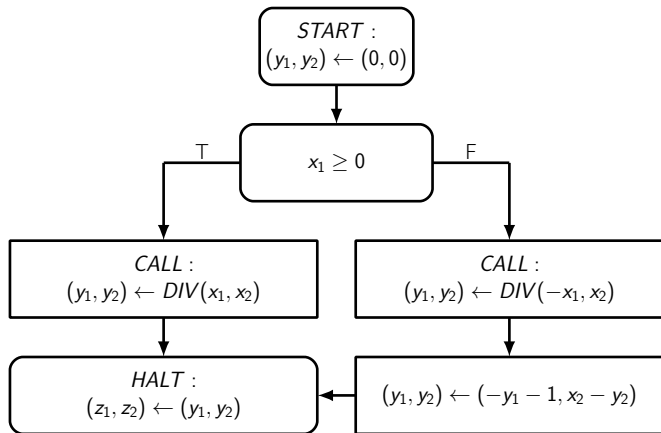 START :
(y₁, y₂) ← (0, 0)
x₁ ≥ 0
T
F
CALL :
(y₁, y₂) ← DIV(x₁, x₂)
CALL :
(y₁, y₂) ← DIV(−x₁, x₂)
HALT :
(z₁, z₂) ← (y₁, y₂)
(y₁, y₂) ← (−y₁ − 1, x₂ − y₂)